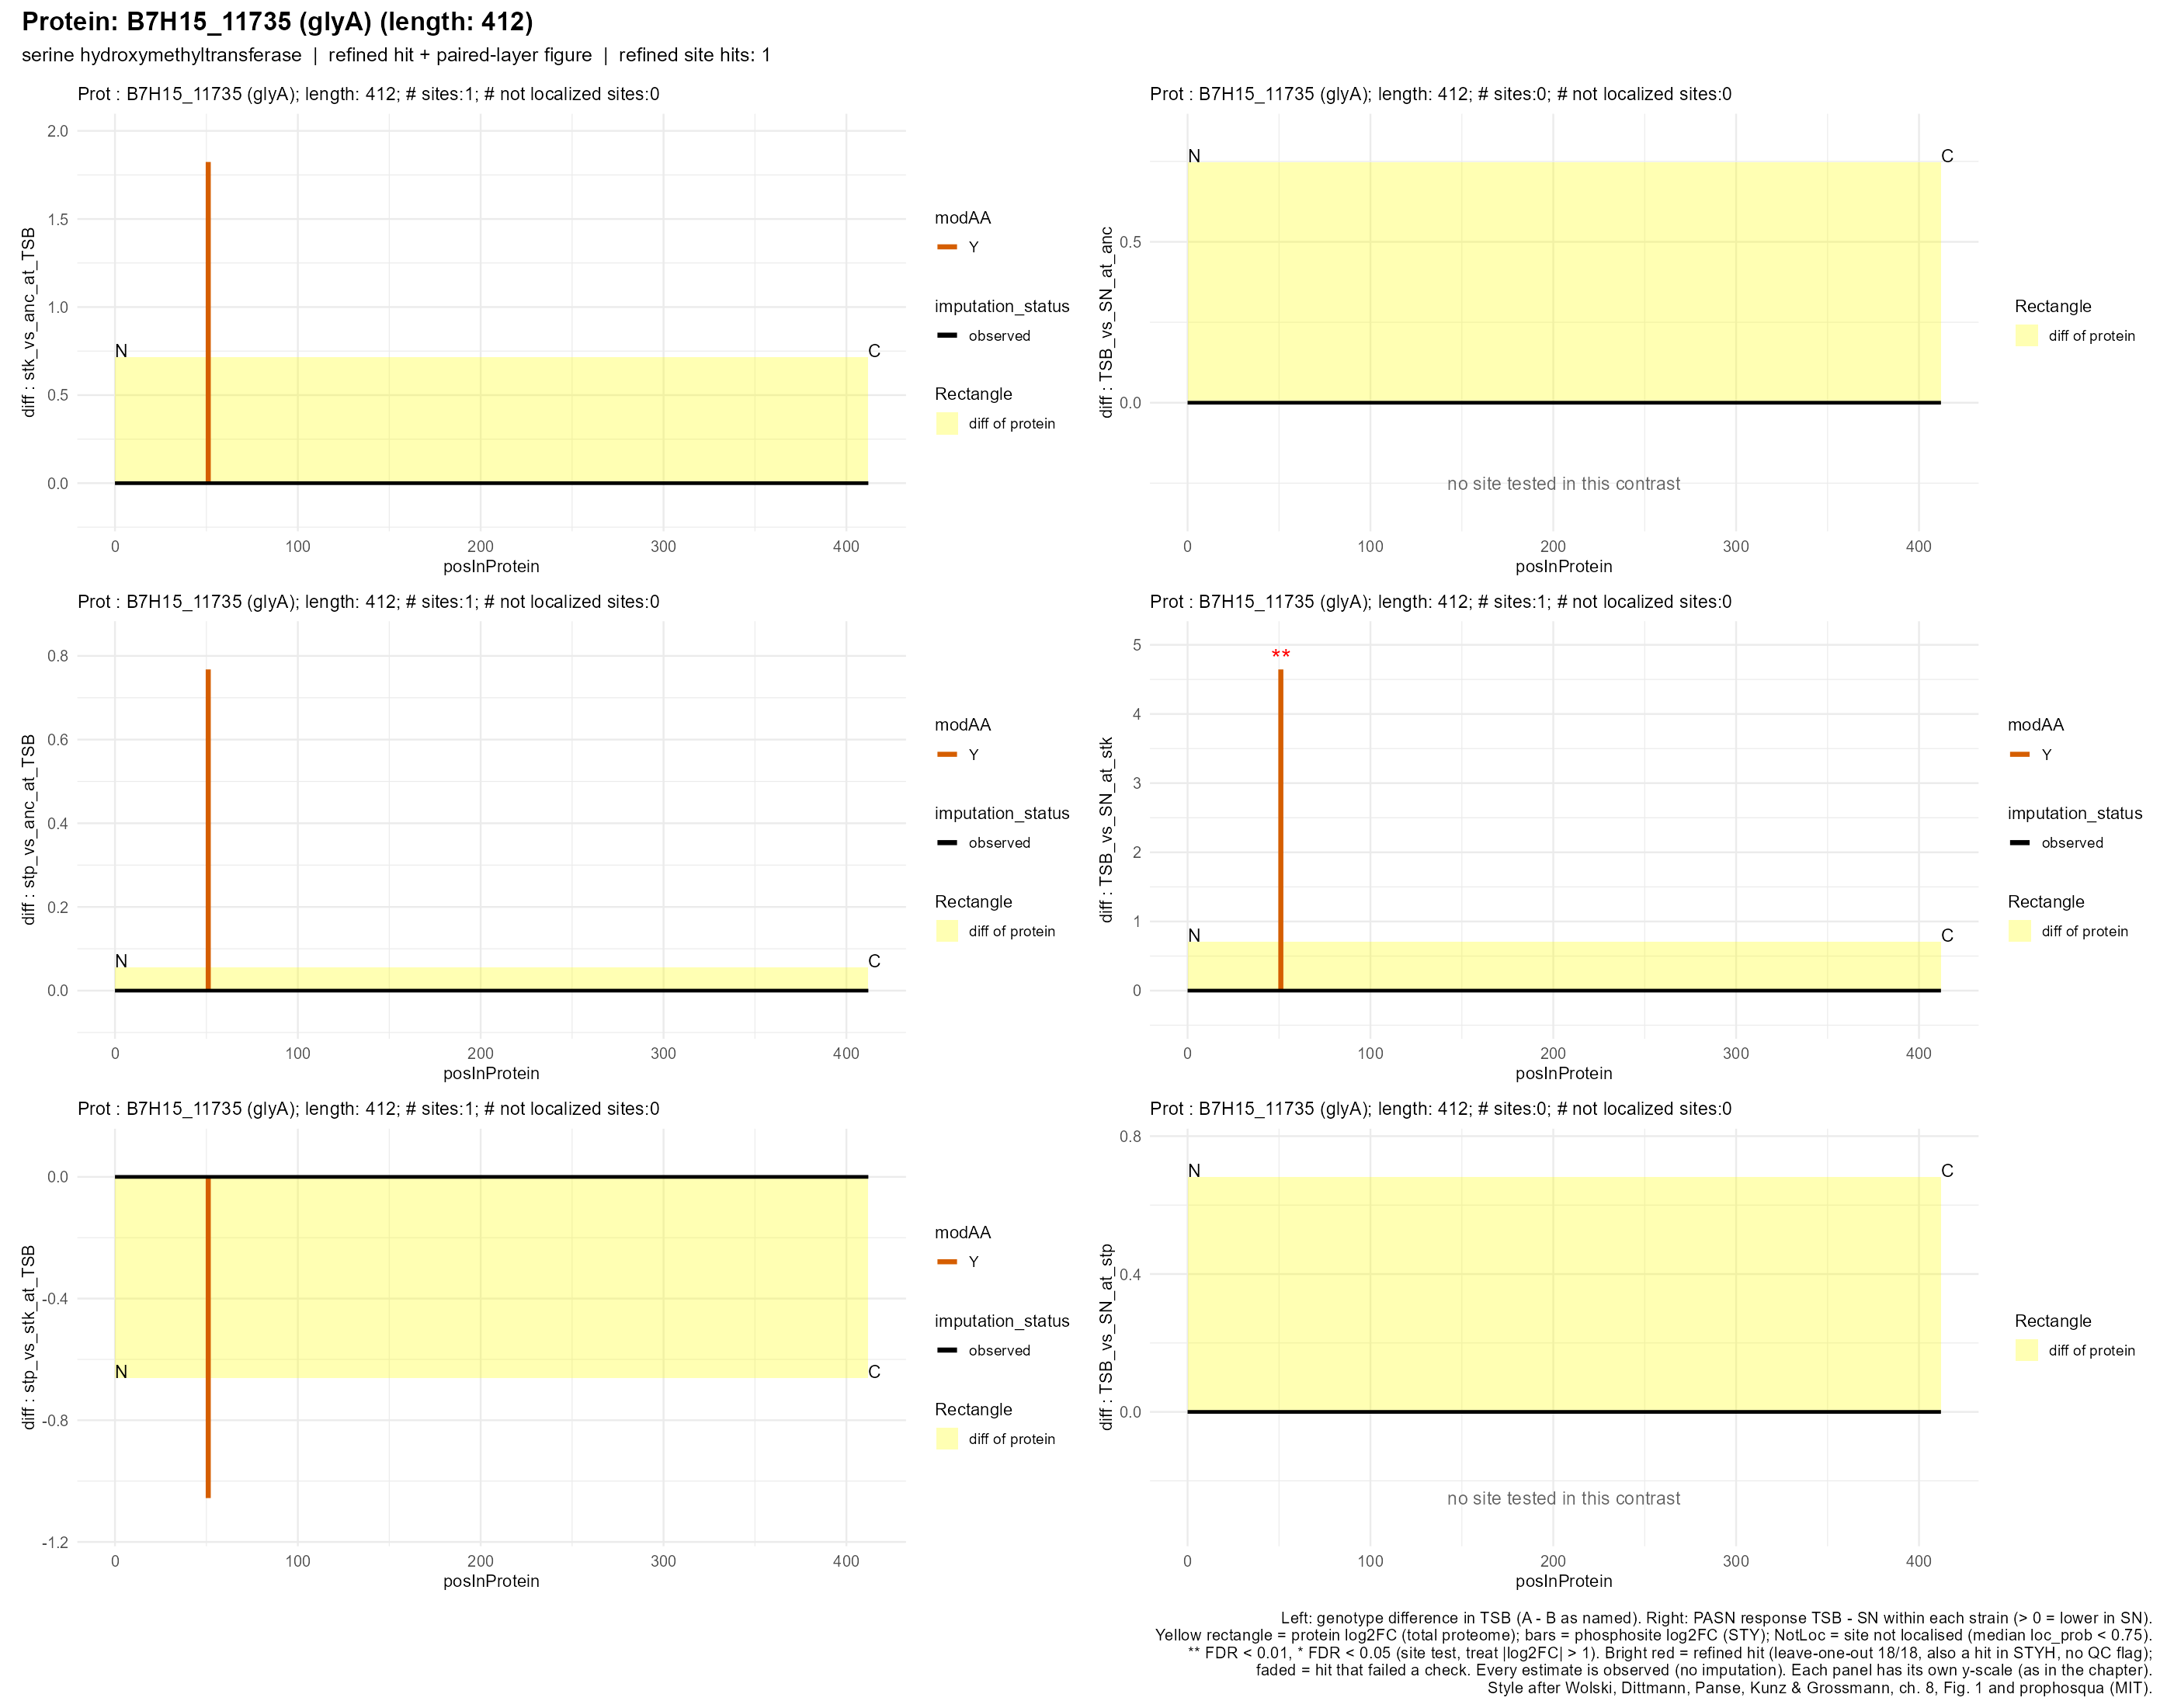 Protein: B7H15_11735 (glyA) (length: 412)
serine hydroxymethyltransferase | refined hit + paired-layer figure | refined site hits: 1
Prot : B7H15_11735 (glyA); length: 412; # sites:1; # not localized sites:0
diff : stk_vs_anc_at_TSB
2.0
1.5
1.0
0.5
0.0
N
C
0
100
200
300
400
posInProtein
modAA
Y
imputation_status
observed
Rectangle
diff of protein
Prot : B7H15_11735 (glyA); length: 412; # sites:0; # not localized sites:0
diff : TSB_vs_SN_at_anc
0.5
0.0
N
C
no site tested in this contrast
0
100
200
300
400
posInProtein
Rectangle
diff of protein
Prot : B7H15_11735 (glyA); length: 412; # sites:1; # not localized sites:0
diff : stp_vs_anc_at_TSB
0.8
0.6
0.4
0.2
0.0
N
C
0
100
200
300
400
posInProtein
modAA
Y
imputation_status
observed
Rectangle
diff of protein
Prot : B7H15_11735 (glyA); length: 412; # sites:1; # not localized sites:0
diff : TSB_vs_SN_at_stk
5
4
3
2
1
0
**
N
C
0
100
200
300
400
posInProtein
modAA
Y
imputation_status
observed
Rectangle
diff of protein
Prot : B7H15_11735 (glyA); length: 412; # sites:1; # not localized sites:0
diff : stp_vs_stk_at_TSB
0.0
-0.4
-0.8
-1.2
N
C
0
100
200
300
400
posInProtein
modAA
Y
imputation_status
observed
Rectangle
diff of protein
Prot : B7H15_11735 (glyA); length: 412; # sites:0; # not localized sites:0
diff : TSB_vs_SN_at_stp
0.8
0.4
0.0
N
C
no site tested in this contrast
0
100
200
300
400
posInProtein
Rectangle
diff of protein
Left: genotype difference in TSB (A - B as named). Right: PASN response TSB - SN within each strain (> 0 = lower in SN).
Yellow rectangle = protein log2FC (total proteome); bars = phosphosite log2FC (STY); NotLoc = site not localised (median loc_prob < 0.75).
** FDR < 0.01, * FDR < 0.05 (site test, treat |log2FC| > 1). Bright red = refined hit (leave-one-out 18/18, also a hit in STYH, no QC flag);
faded = hit that failed a check. Every estimate is observed (no imputation). Each panel has its own y-scale (as in the chapter).
Style after Wolski, Dittmann, Panse, Kunz & Grossmann, ch. 8, Fig. 1 and prophosqua (MIT).